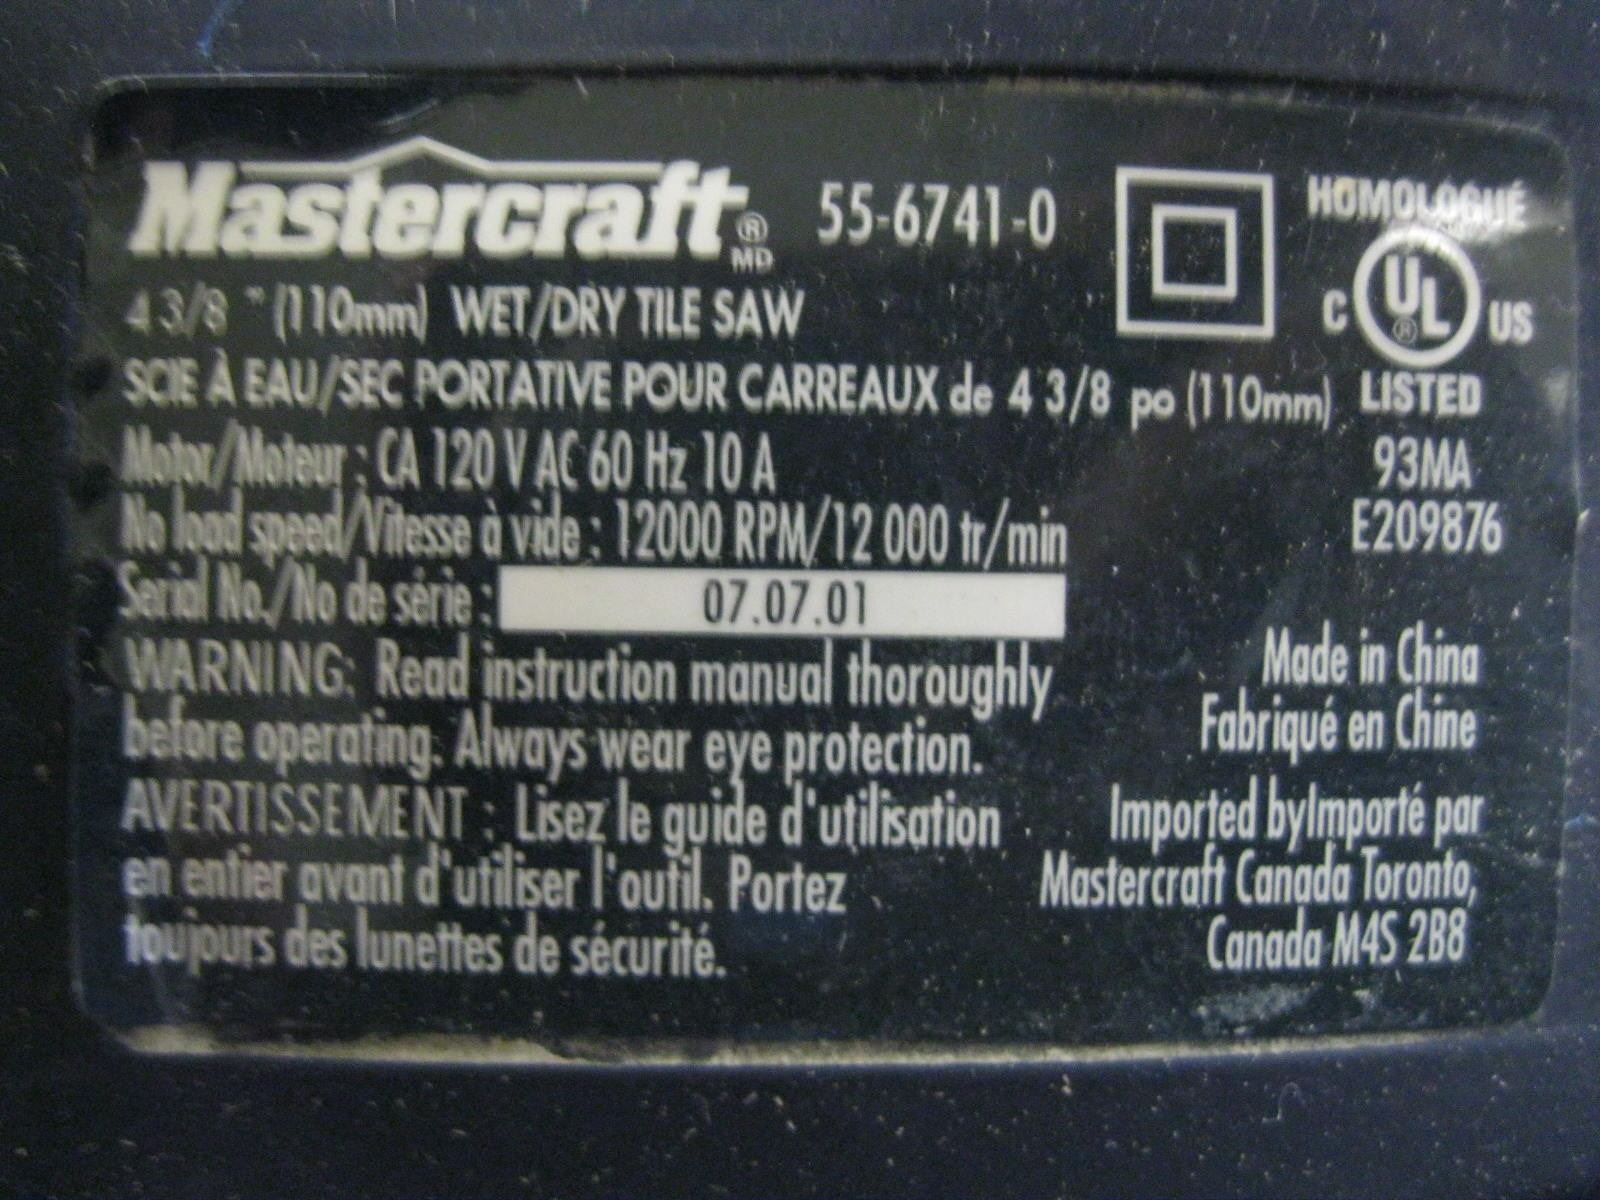 Mastercraft ® MD 55-6741-0
HOMOLOGUÉ
C UL ® US
LISTED
93MA
E209876
4 3/8 " (110mm) WET/DRY TILE SAW
SCIE À EAU/SEC PORTATIVE POUR CARREAUX de 4 3/8 po (110mm)
Motor/Moteur : CA 120 V AC 60 Hz 10 A
No load speed/Vitesse à vide : 12000 RPM/12 000 tr/min
Serial No./No de série : 07.07.01
WARNING: Read instruction manual thoroughly
before operating. Always wear eye protection.
AVERTISSEMENT : Lisez le guide d'utilisation
en entier avant d'utiliser l'outil. Portez
toujours des lunettes de sécurité.
Made in China
Fabriqué en Chine
Imported byImporté par
Mastercraft Canada Toronto,
Canada M4S 2B8